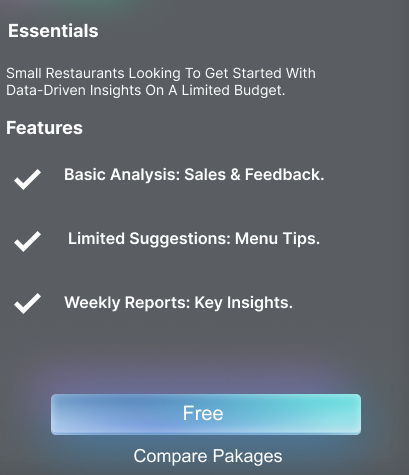 Essentials
Small Restaurants Looking To Get Started With
Data-Driven Insights On A Limited Budget.
Features
Basic Analysis: Sales & Feedback.
Limited Suggestions: Menu Tips.
Weekly Reports: Key Insights.
Free
Compare Pakages